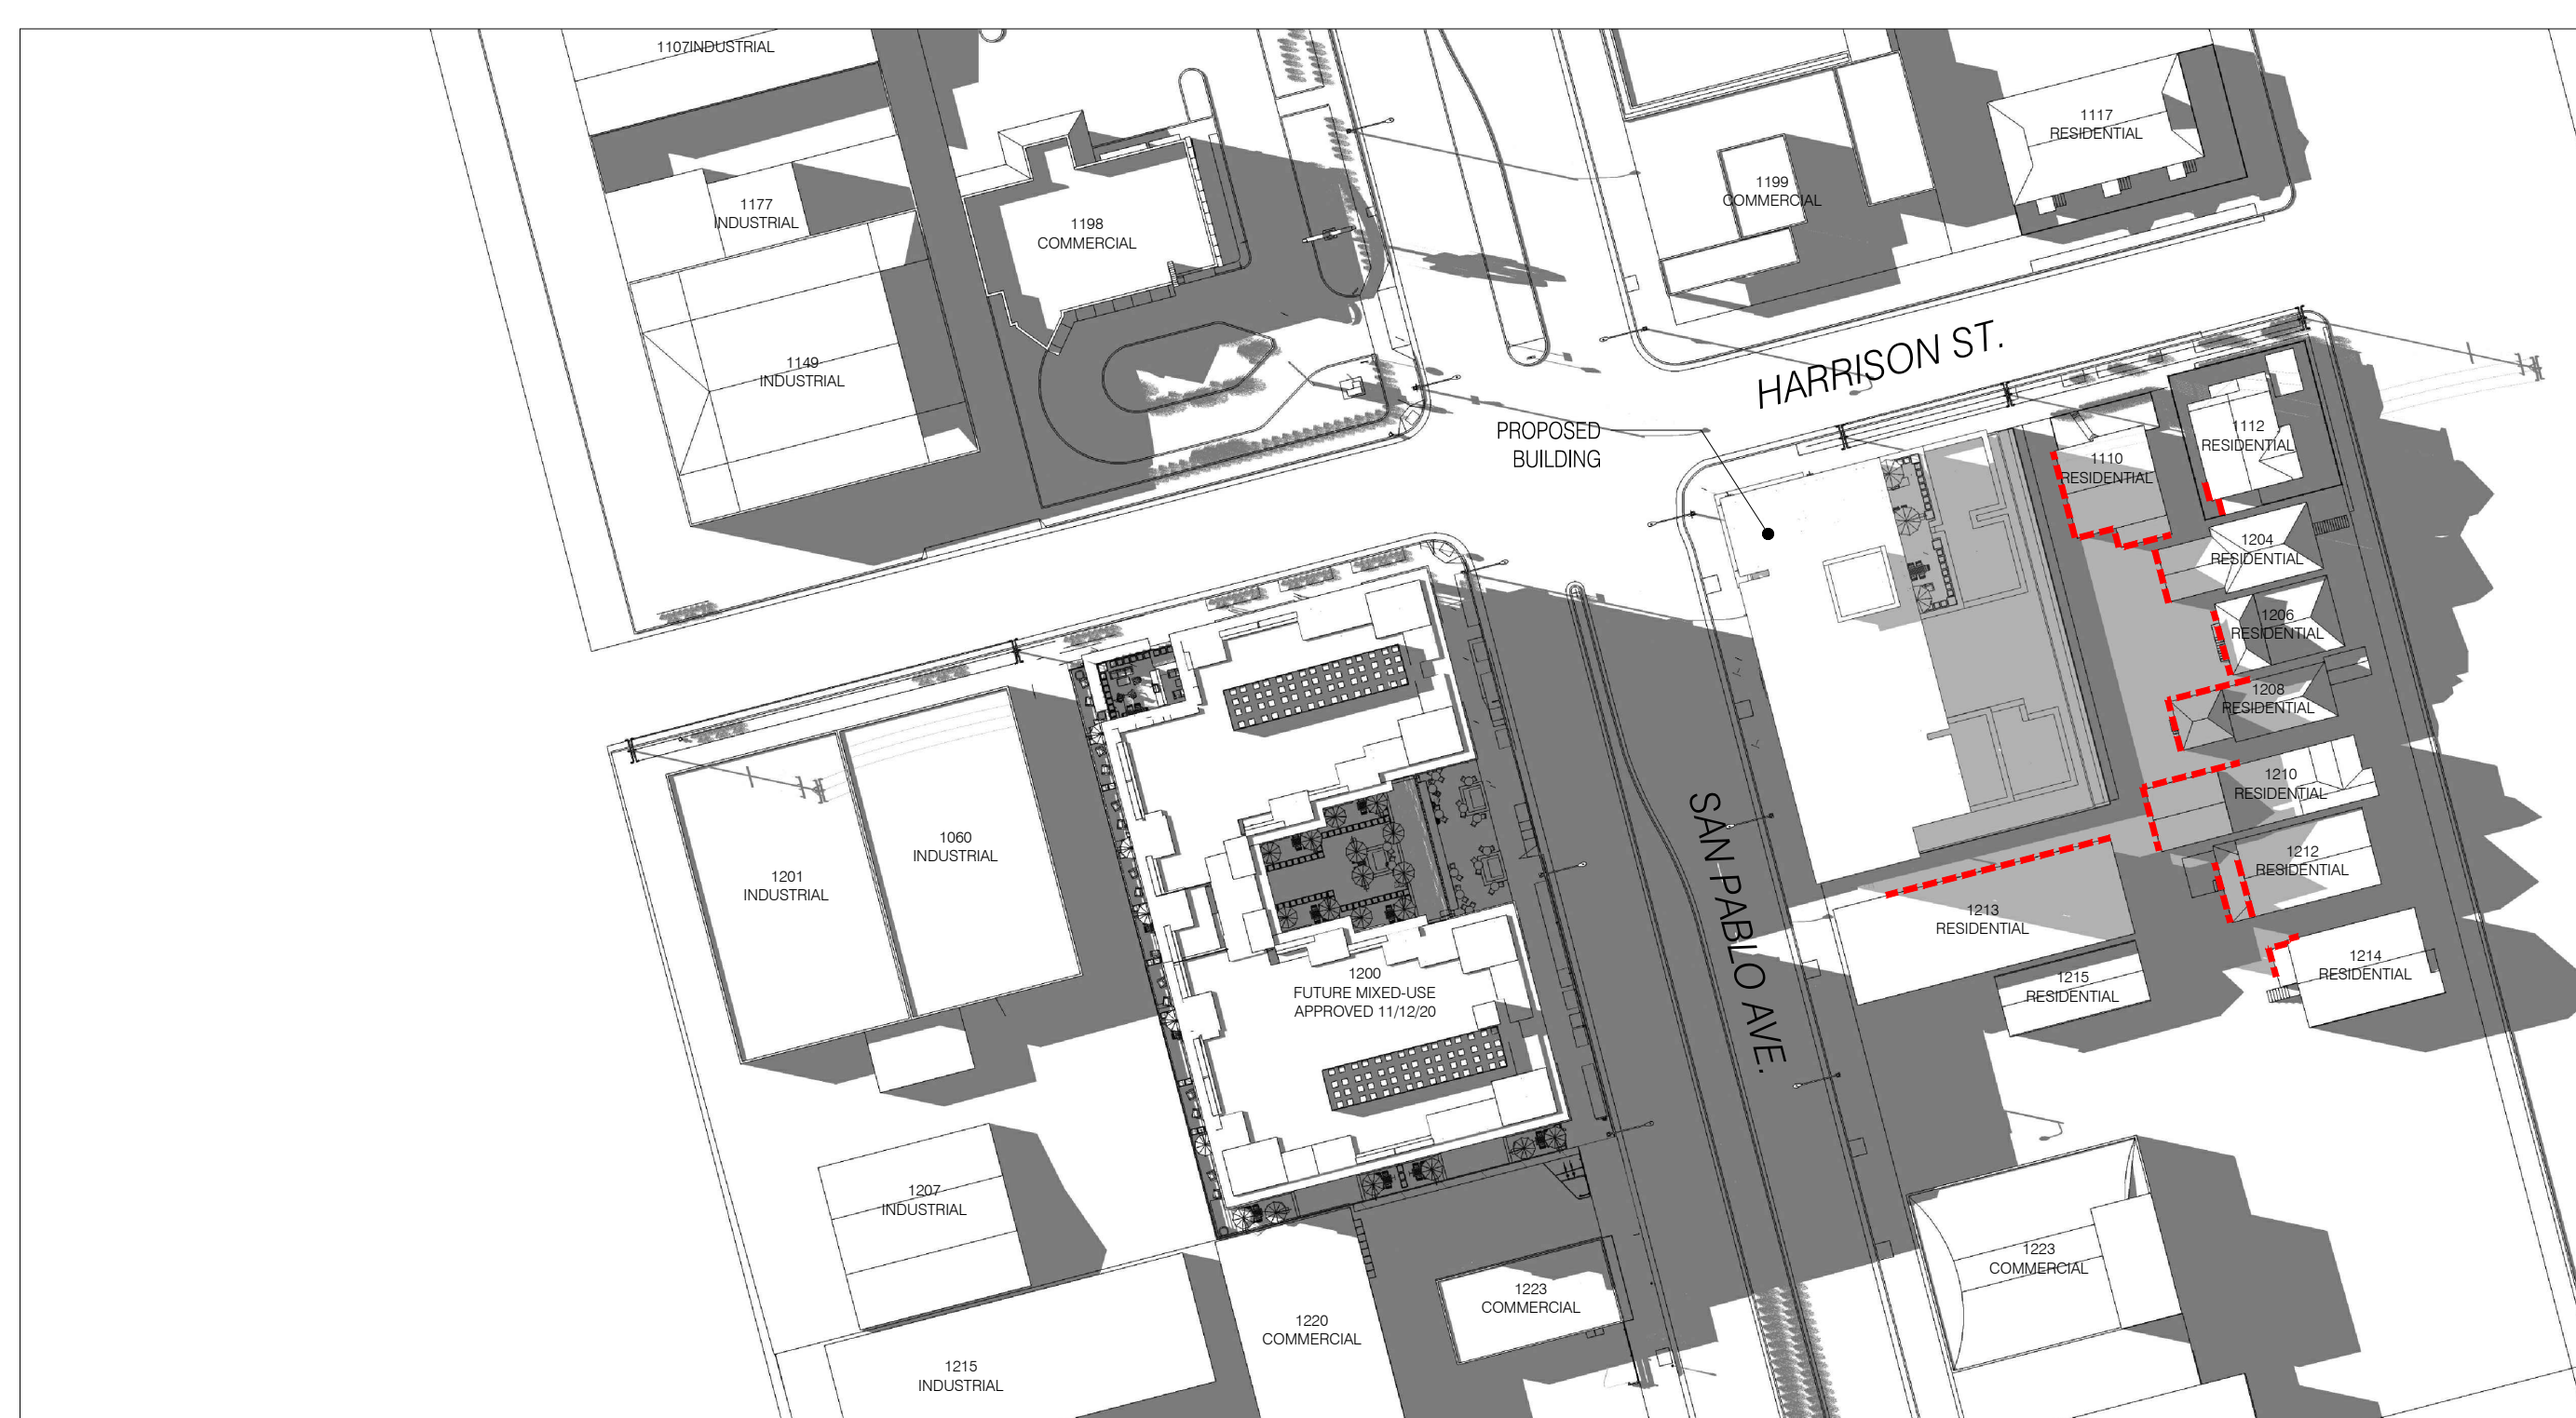 1107INDUSTRIAL
1177
INDUSTRIAL
1149
INDUSTRIAL
1198
COMMERCIAL
1199
COMMERCIAL
1117
RESIDENTIAL
HARRISON ST.
PROPOSED
BUILDING
1110
RESIDENTIAL
1112
RESIDENTIAL
1204
RESIDENTIAL
1206
RESIDENTIAL
1208
RESIDENTIAL
1210
RESIDENTIAL
1212
RESIDENTIAL
1214
RESIDENTIAL
1213
RESIDENTIAL
1215
RESIDENTIAL
SAN PABLO AVE.
1060
INDUSTRIAL
1201
INDUSTRIAL
1200
FUTURE MIXED-USE
APPROVED 11/12/20
1207
INDUSTRIAL
1215
INDUSTRIAL
1220
COMMERCIAL
1223
COMMERCIAL
1223
COMMERCIAL